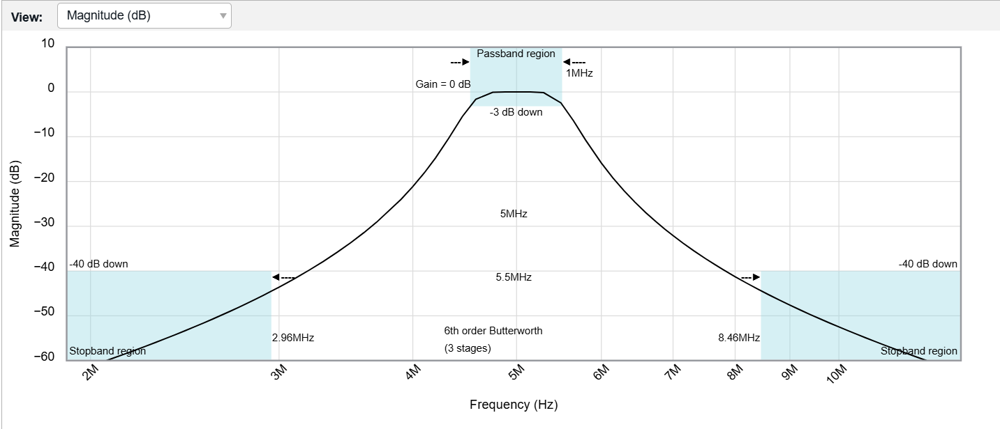 View: Magnitude (dB)
10
Passband region
1MHz
Gain = 0 dB
0
-3 dB down
−10
−20
Magnitude (dB)
5MHz
−30
-40 dB down
-40 dB down
−40
5.5MHz
−50
6th order Butterworth
(3 stages)
2.96MHz
8.46MHz
Stopband region
Stopband region
−60
2M 3M 4M 5M 6M 7M 8M 9M 10M
Frequency (Hz)